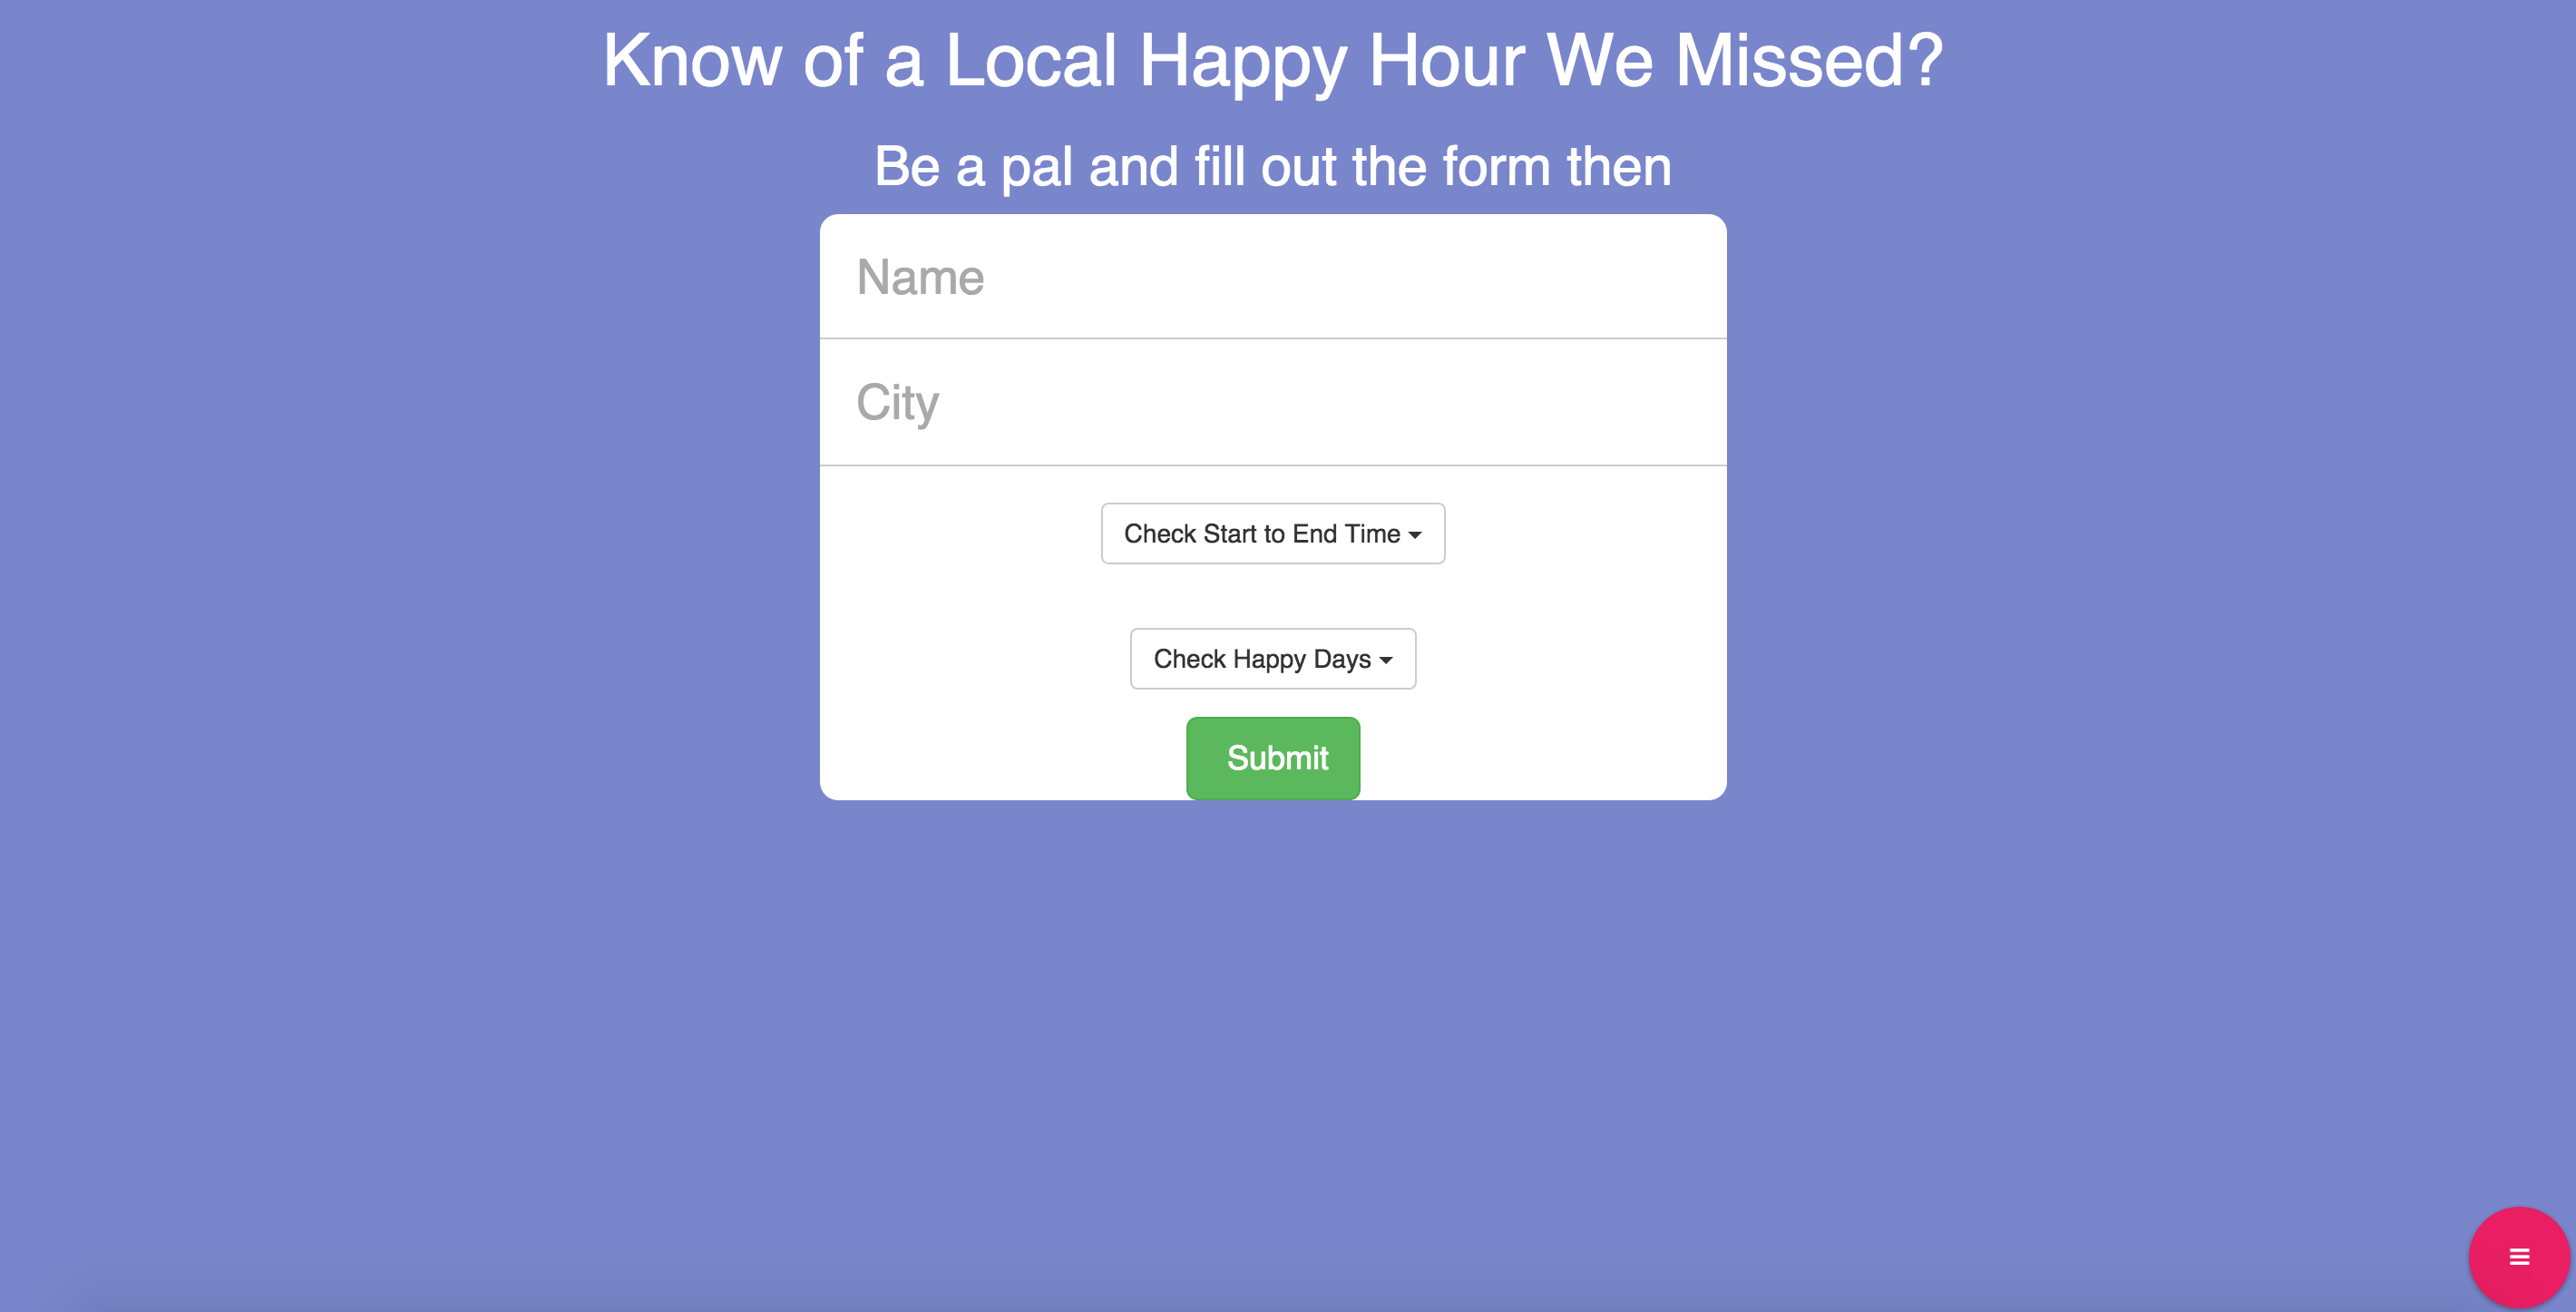 Know of a Local Happy Hour We Missed?
Be a pal and fill out the form then
Name
City
Check Start to End Time
Check Happy Days
Submit